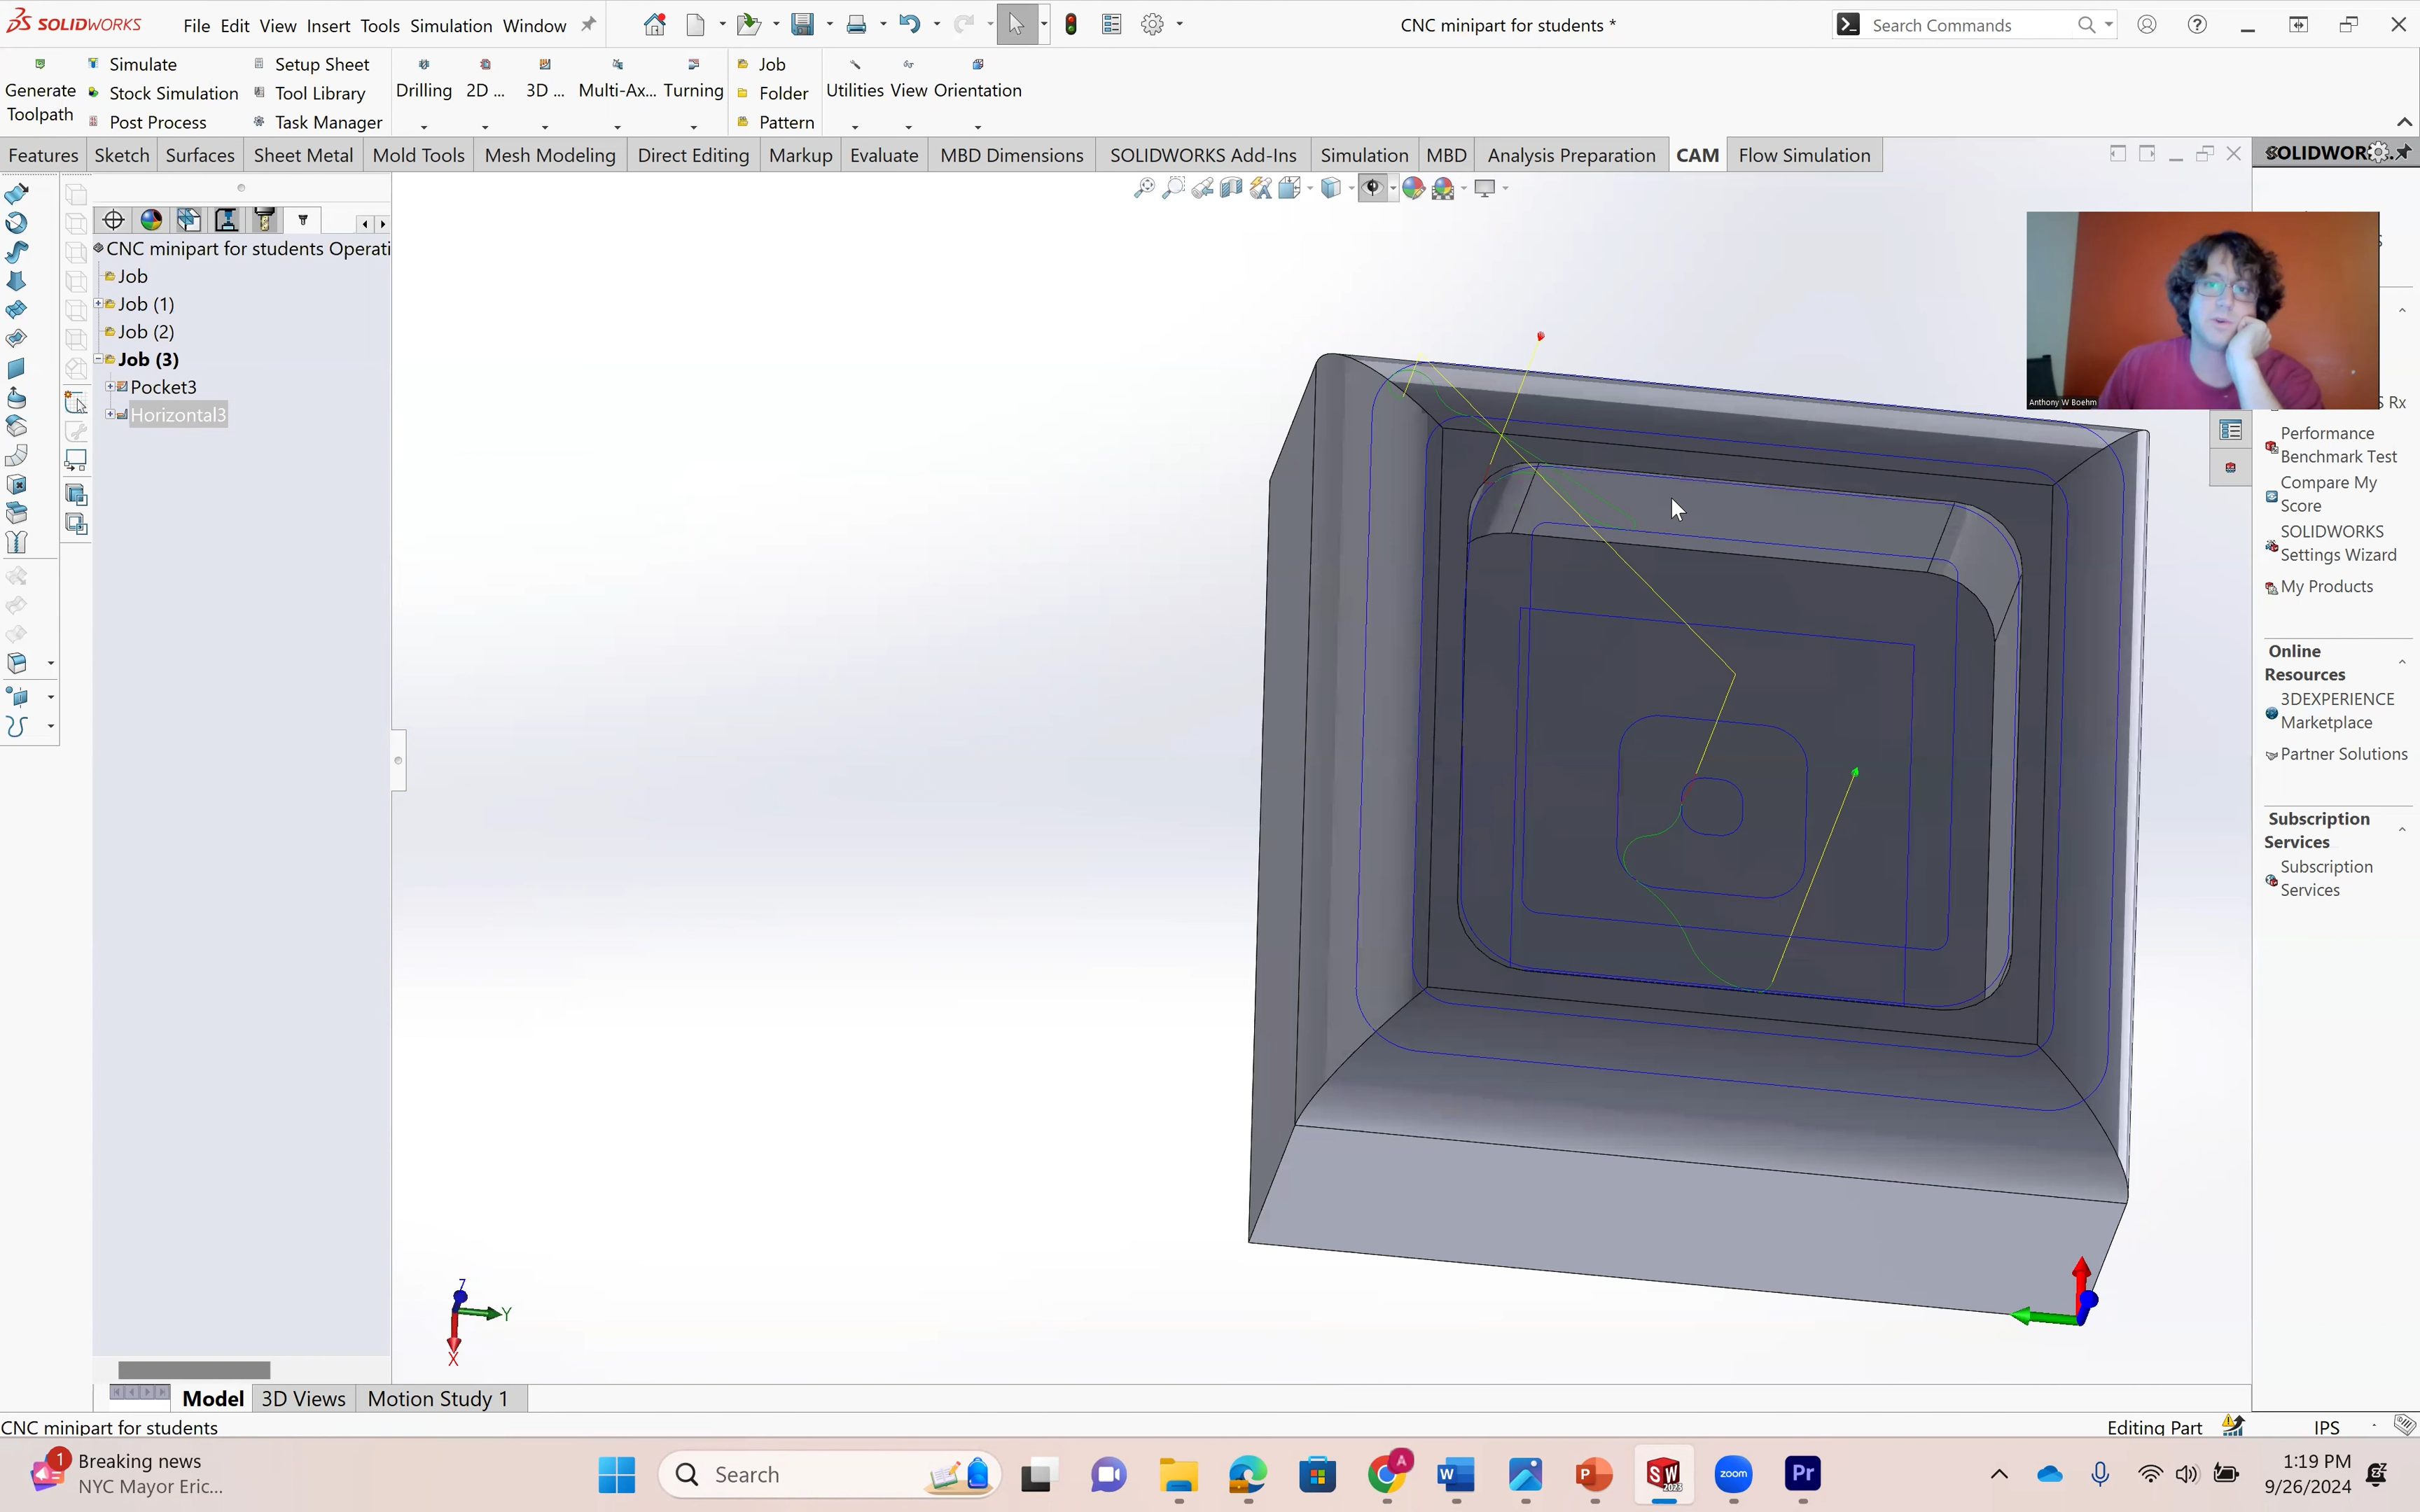 SOLIDWORKS
File Edit View Insert Tools Simulation Window
CNC minipart for students *
Search Commands
Generate
Toolpath
Simulate
Stock Simulation
Post Process
Setup Sheet
Tool Library
Task Manager
Drilling 2D ... 3D ... Multi-Ax... Turning
Job
Folder
Pattern
Utilities View Orientation
Features Sketch Surfaces Sheet Metal Mold Tools Mesh Modeling Direct Editing Markup Evaluate MBD Dimensions SOLIDWORKS Add-Ins Simulation MBD Analysis Preparation CAM Flow Simulation
CNC minipart for students Operati
Job
Job (1)
Job (2)
Job (3)
Pocket3
Horizontal3
Anthony W Boehm
Rx
Performance
Benchmark Test
Compare My
Score
SOLIDWORKS
Settings Wizard
My Products
Online
Resources
3DEXPERIENCE
Marketplace
Partner Solutions
Subscription
Services
Subscription
Services
Z
Y
X
Model 3D Views Motion Study 1
CNC minipart for students
Editing Part
IPS
1
Breaking news
NYC Mayor Eric...
Search
A
W
P
SW
2023
zoom
Pr
1:19 PM
9/26/2024